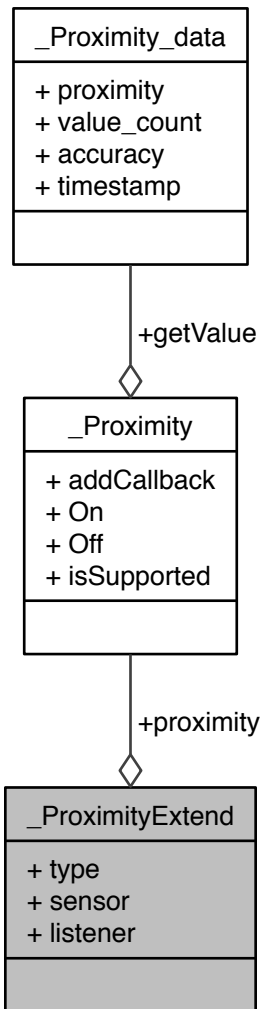 _Proximity_data
+ proximity
+ value_count
+ accuracy
+ timestamp
+getValue
_Proximity
+ addCallback
+ On
+ Off
+ isSupported
+proximity
_ProximityExtend
+ type
+ sensor
+ listener